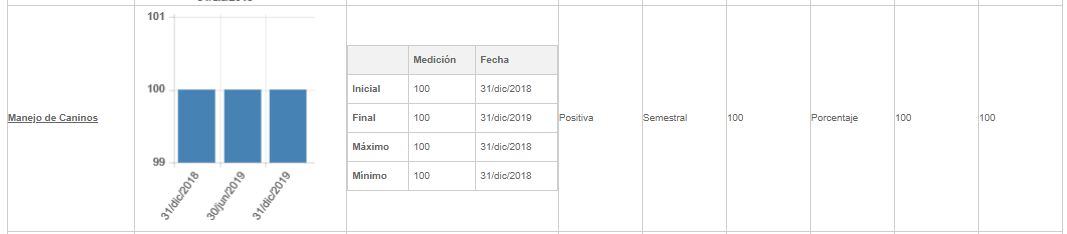 101
100
99
31/dic/2018
30/jun/2019
31/dic/2019
Manejo de Caninos
Medición Fecha
Inicial 100 31/dic/2018
Final 100 31/dic/2019
Máximo 100 31/dic/2018
Mínimo 100 31/dic/2018
Positiva
Semestral
100
Porcentaje
100
100